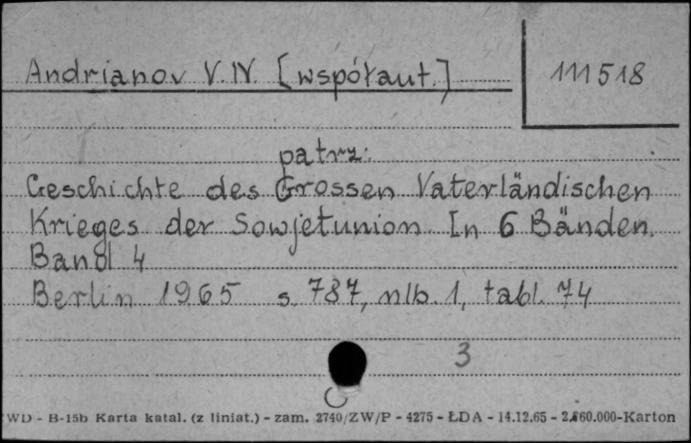 Andrianov V. N. [współaut.] 111518
patrz:
Geschichte des Grossen Vaterländischen
Krieges der Sowjetunion. In 6 Bänden.
Band 4
Berlin 1965 s. 787, nlb. 1, tabl. 74
3
WD - B-15b Karta katal. (z liniat.) - zam. 2740/ZW/P - 4275 - ŁDA - 14.12.65 - 2.660.000-Karton